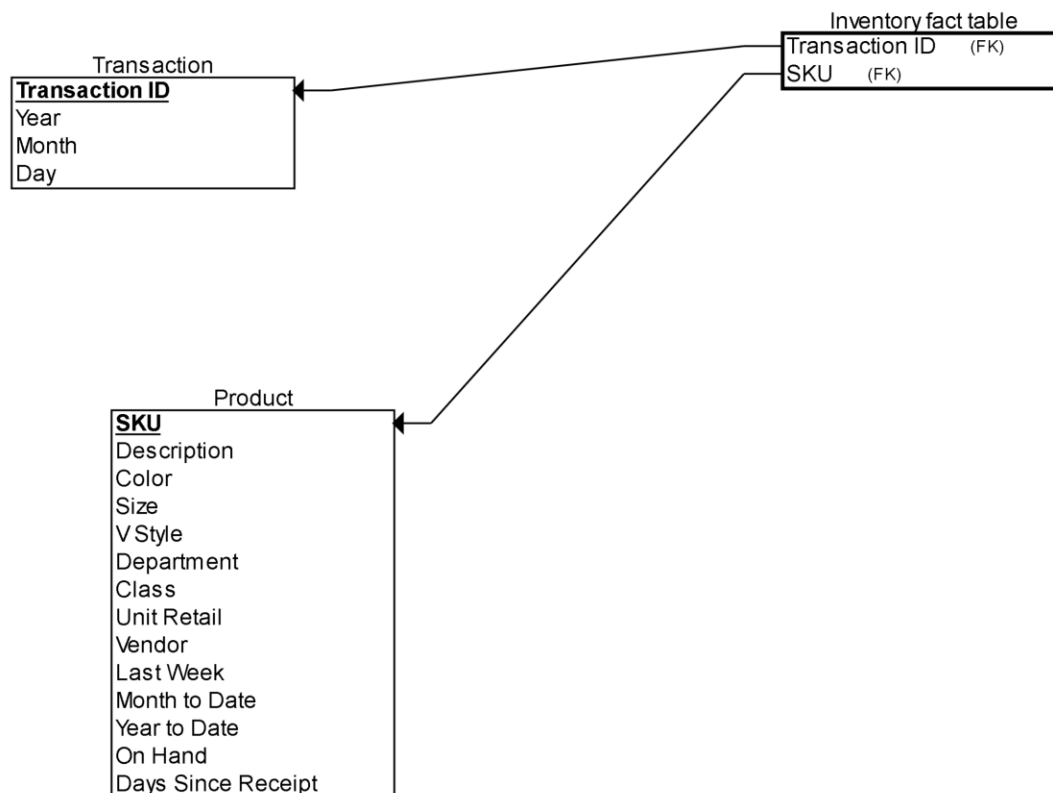 Inventory fact table
Transaction ID (FK)
SKU (FK)
Transaction
Transaction ID
Year
Month
Day
Product
SKU
Description
Color
Size
V Style
Department
Class
Unit Retail
Vendor
Last Week
Month to Date
Year to Date
On Hand
Days Since Receipt